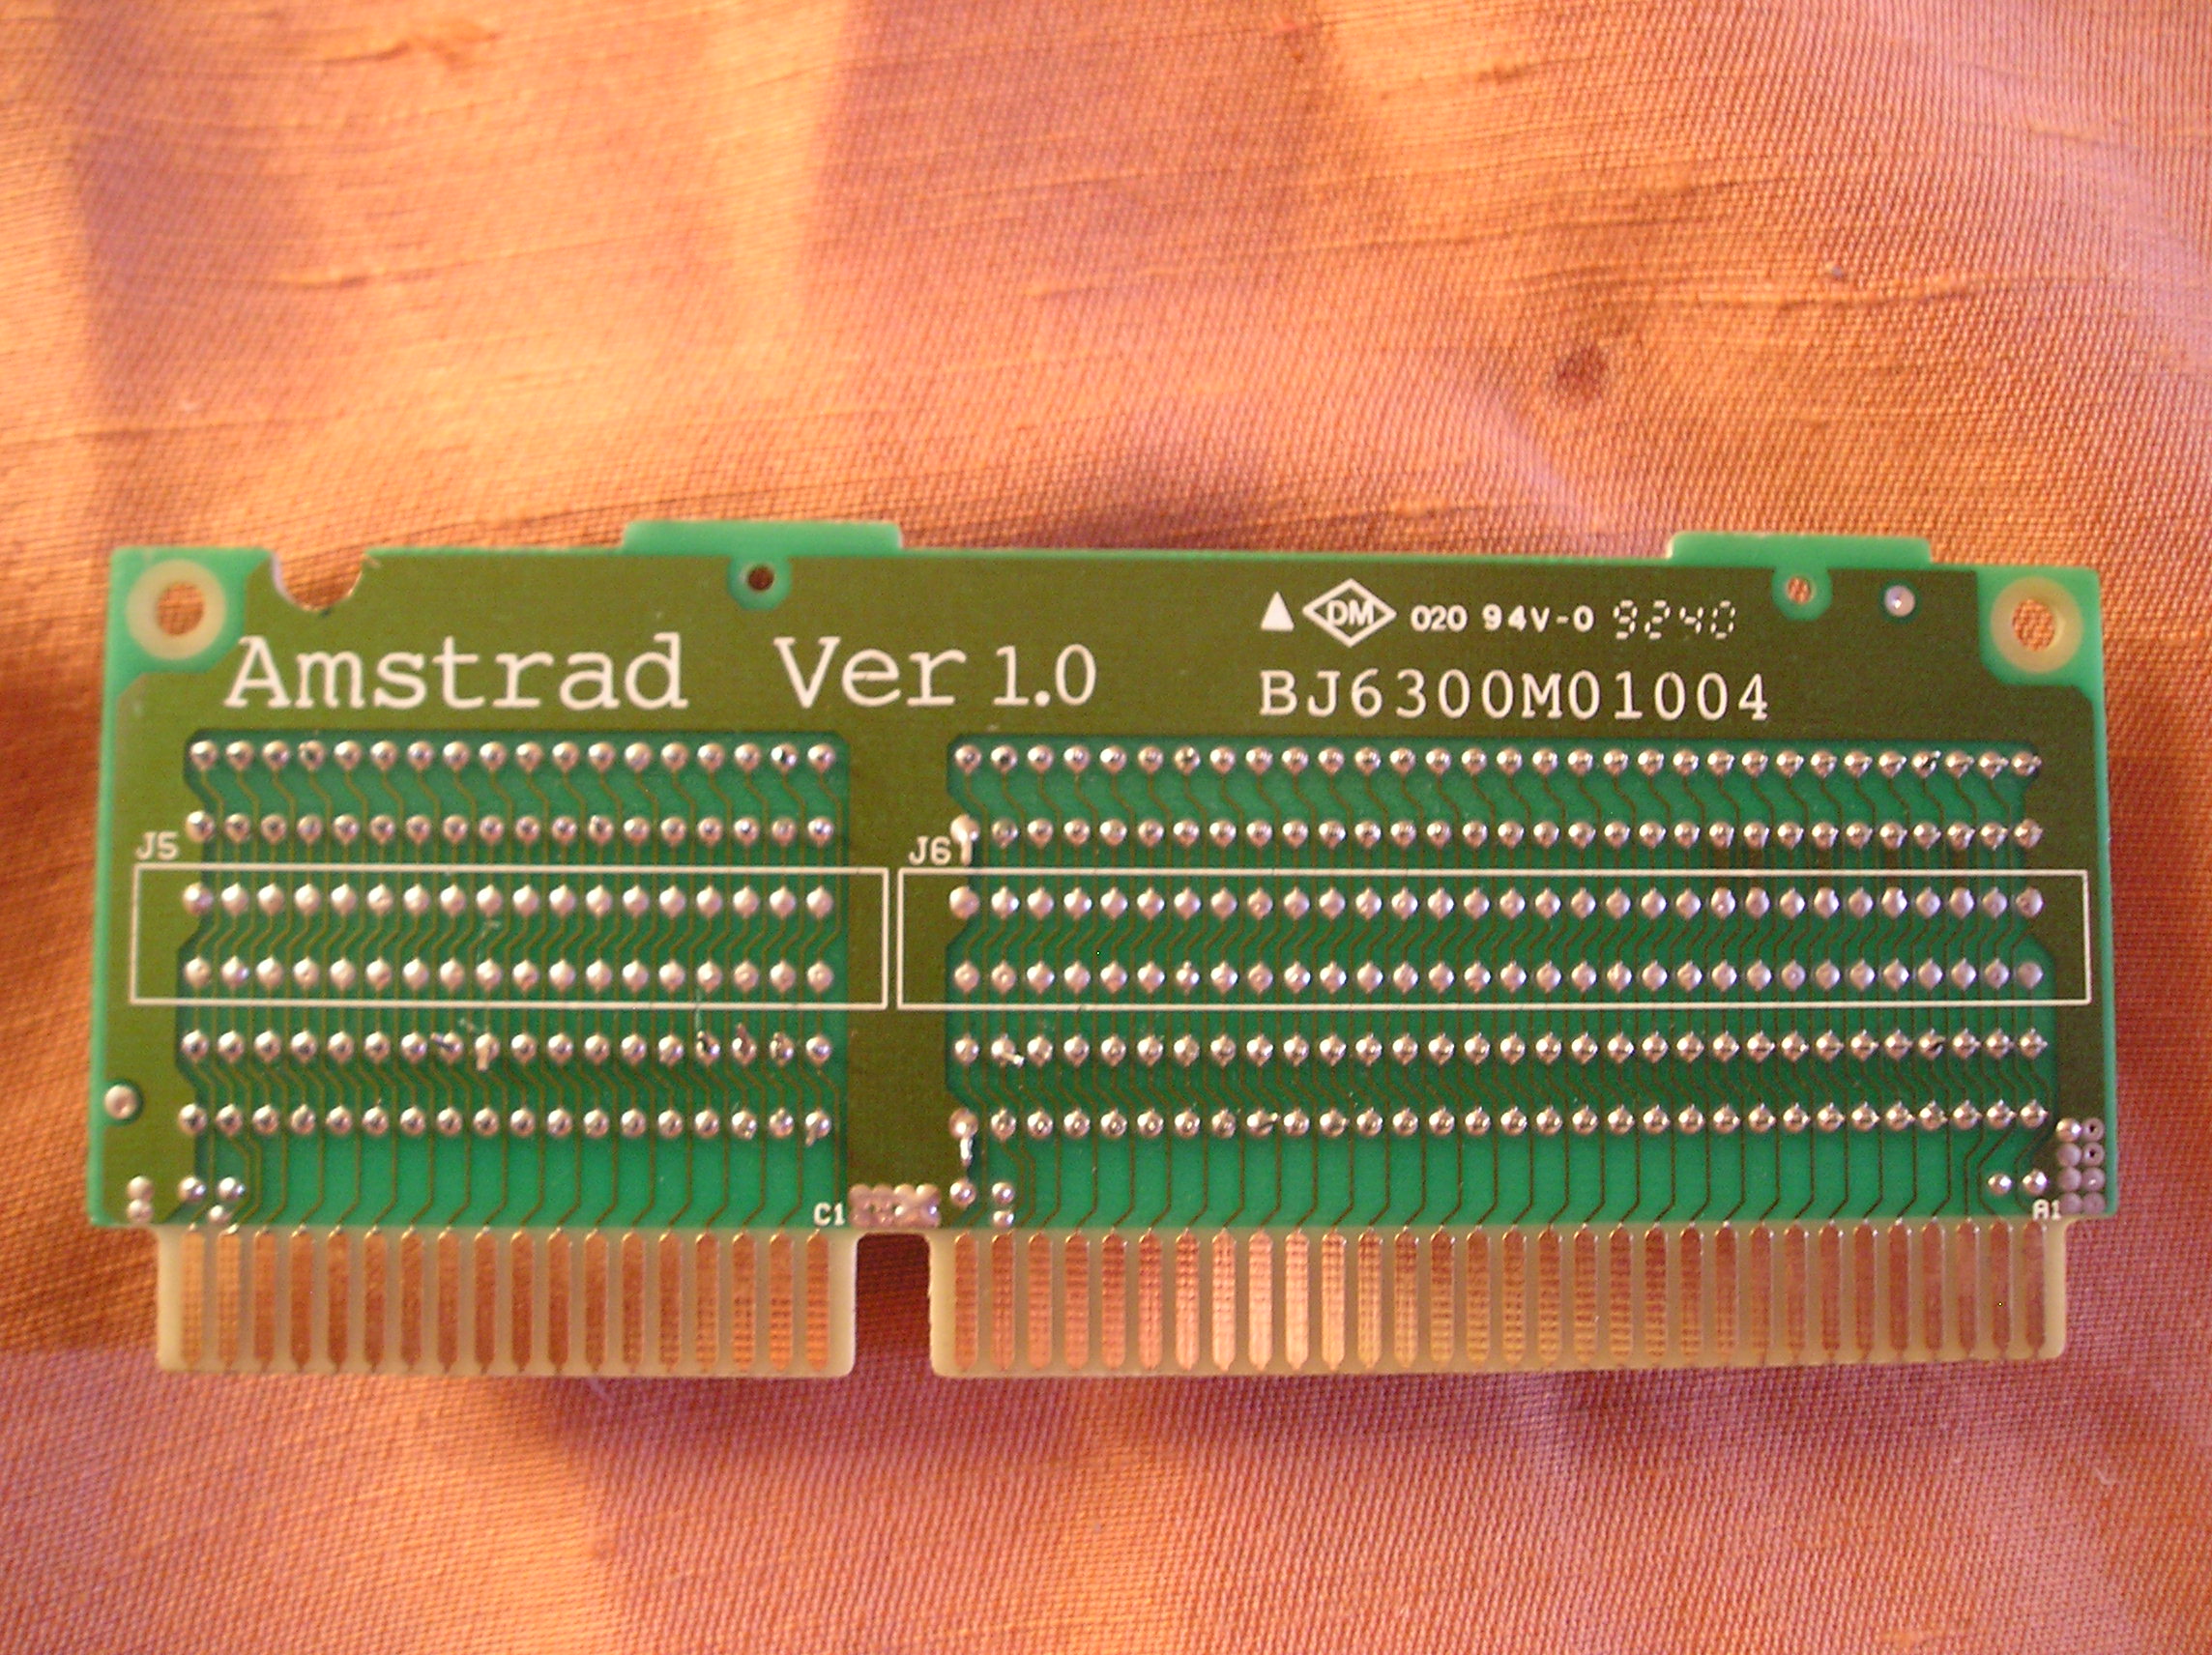 ▲ DM 020 94V-0 9240
Amstrad Ver 1.0
BJ6300M01004
J5 J6
C1 A1